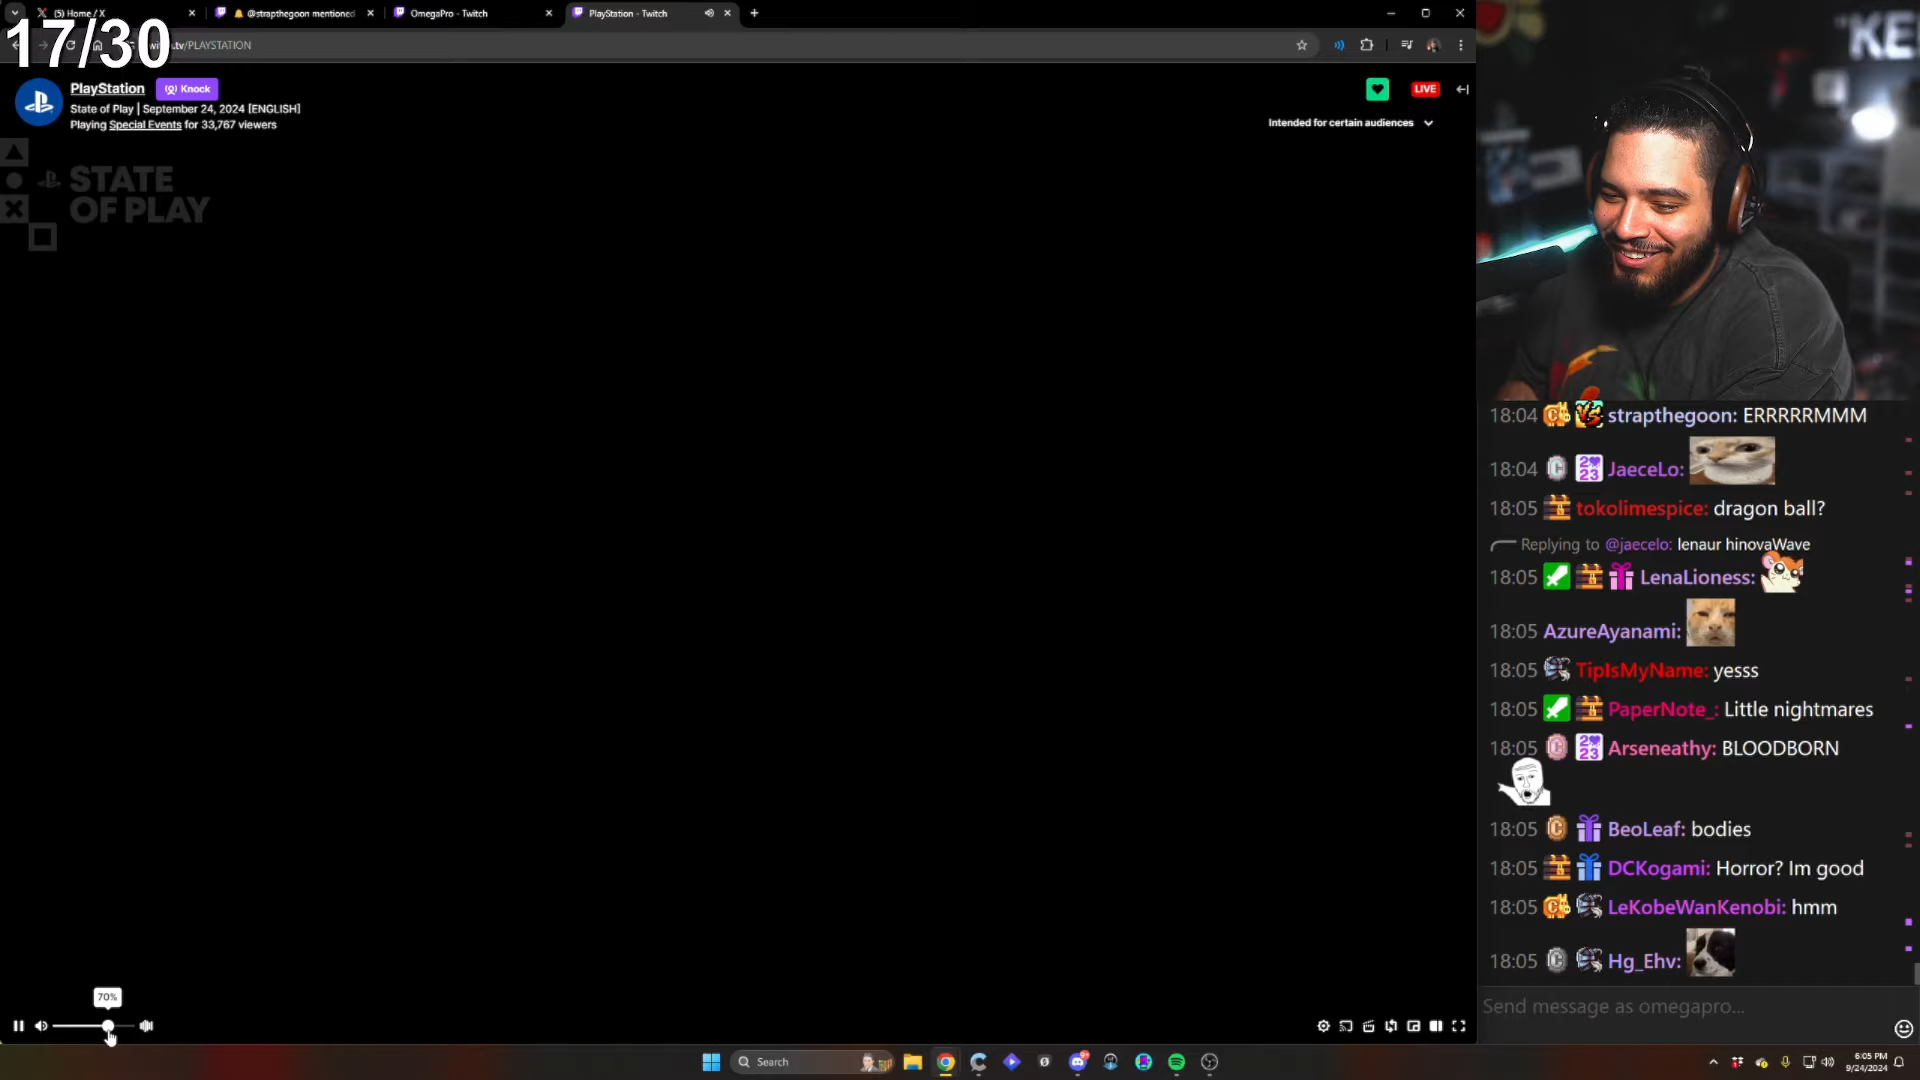 17/30
(5) Home / X
@strapthegoon mentioned
OmegaPro - Twitch
PlayStation - Twitch
.tv/PLAYSTATION
PlayStation
Knock
State of Play | September 24, 2024 [ENGLISH]
Playing Special Events for 33,767 viewers
LIVE
Intended for certain audiences
STATE
OF PLAY
KE
18:04 strapthegoon: ERRRRRMMM
18:04 JaeceLo:
18:05 tokolimespice: dragon ball?
Replying to @jaecelo: lenaur hinovaWave
18:05 LenaLioness:
18:05 AzureAyanami:
18:05 TipIsMyName: yesss
18:05 PaperNote_: Little nightmares
18:05 Arseneathy: BLOODBORN
18:05 BeoLeaf: bodies
18:05 DCKogami: Horror? Im good
18:05 LeKobeWanKenobi: hmm
18:05 Hg_Ehv:
Send message as omegapro...
70%
Search
6:05 PM
9/24/2024